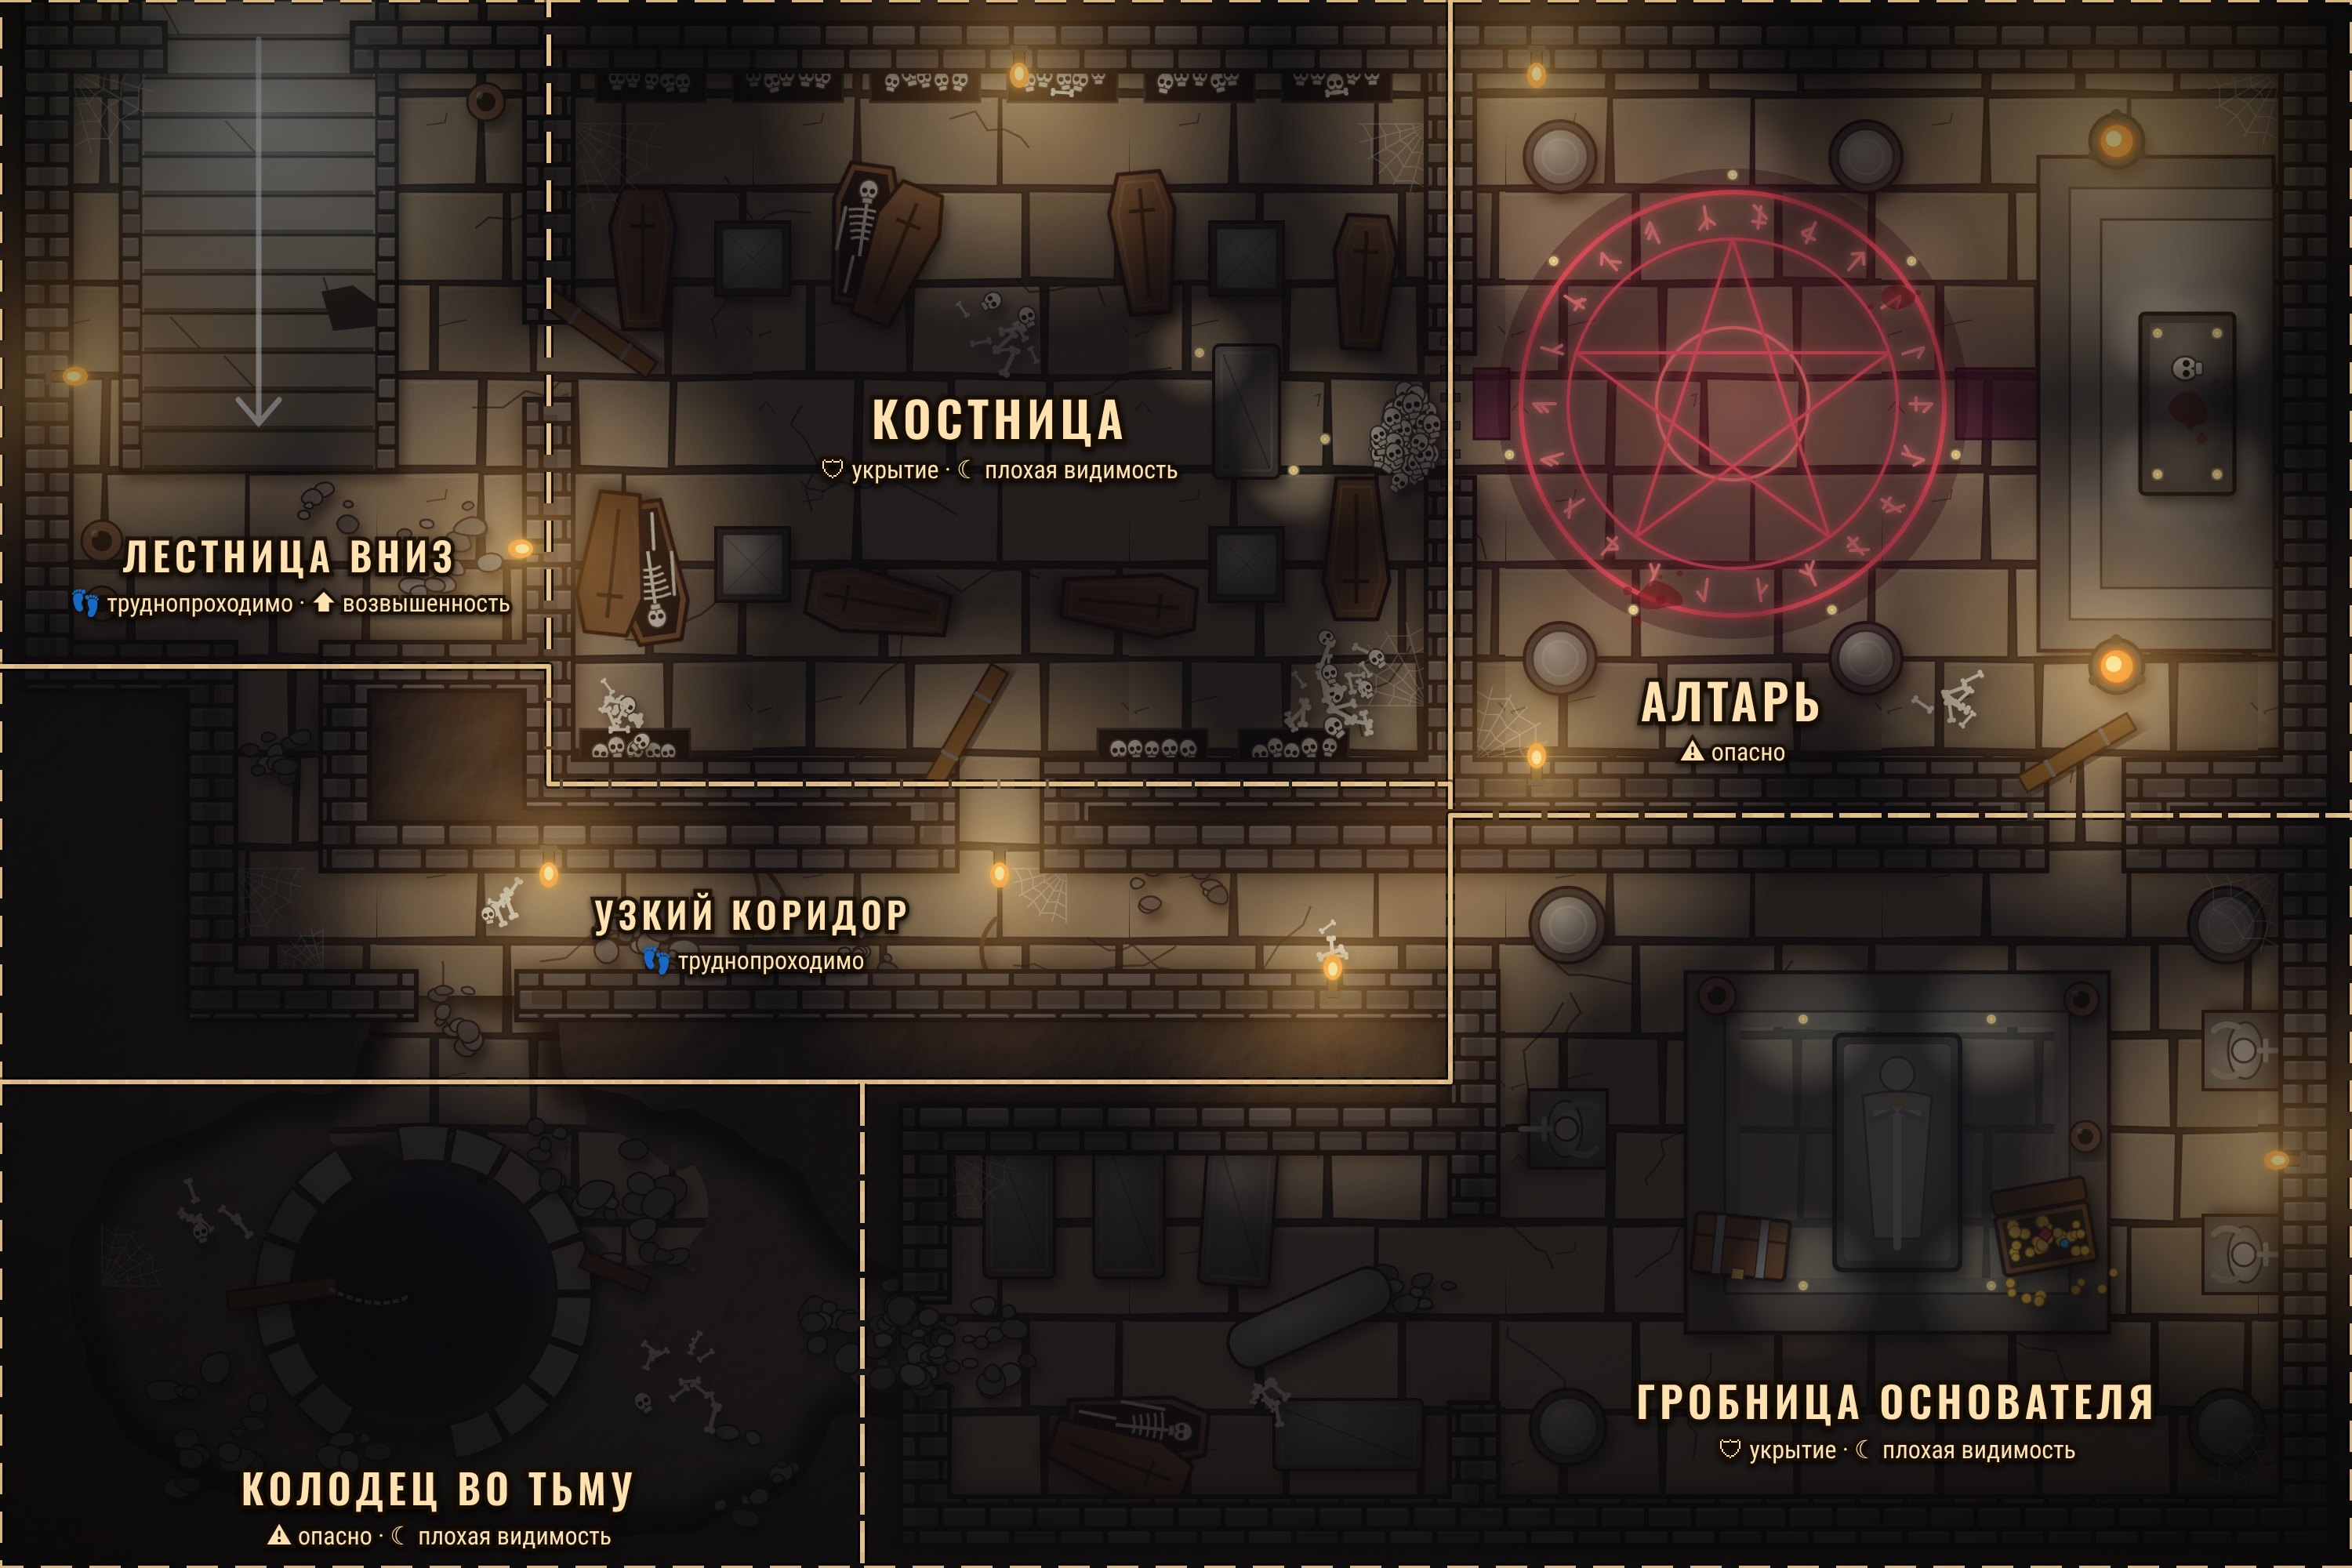 КОСТНИЦА
🛡 укрытие · ☾ плохая видимость
ЛЕСТНИЦА ВНИЗ
👣 труднопроходимо · ⬆ возвышенность
АЛТАРЬ
⚠ опасно
УЗКИЙ КОРИДОР
👣 труднопроходимо
ГРОБНИЦА ОСНОВАТЕЛЯ
🛡 укрытие · ☾ плохая видимость
КОЛОДЕЦ ВО ТЬМУ
⚠ опасно · ☾ плохая видимость